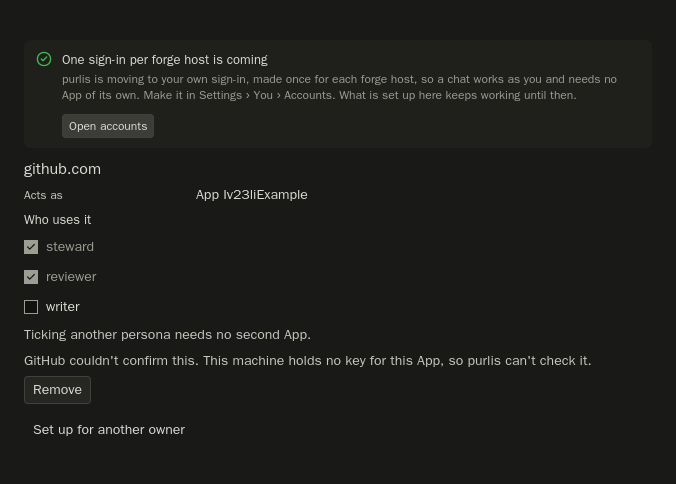 One sign-in per forge host is coming
purlis is moving to your own sign-in, made once for each forge host, so a chat works as you and needs no
App of its own. Make it in Settings › You › Accounts. What is set up here keeps working until then.
Open accounts
github.com
Acts as App Iv23liExample
Who uses it
steward
reviewer
writer
Ticking another persona needs no second App.
GitHub couldn't confirm this. This machine holds no key for this App, so purlis can't check it.
Remove
Set up for another owner